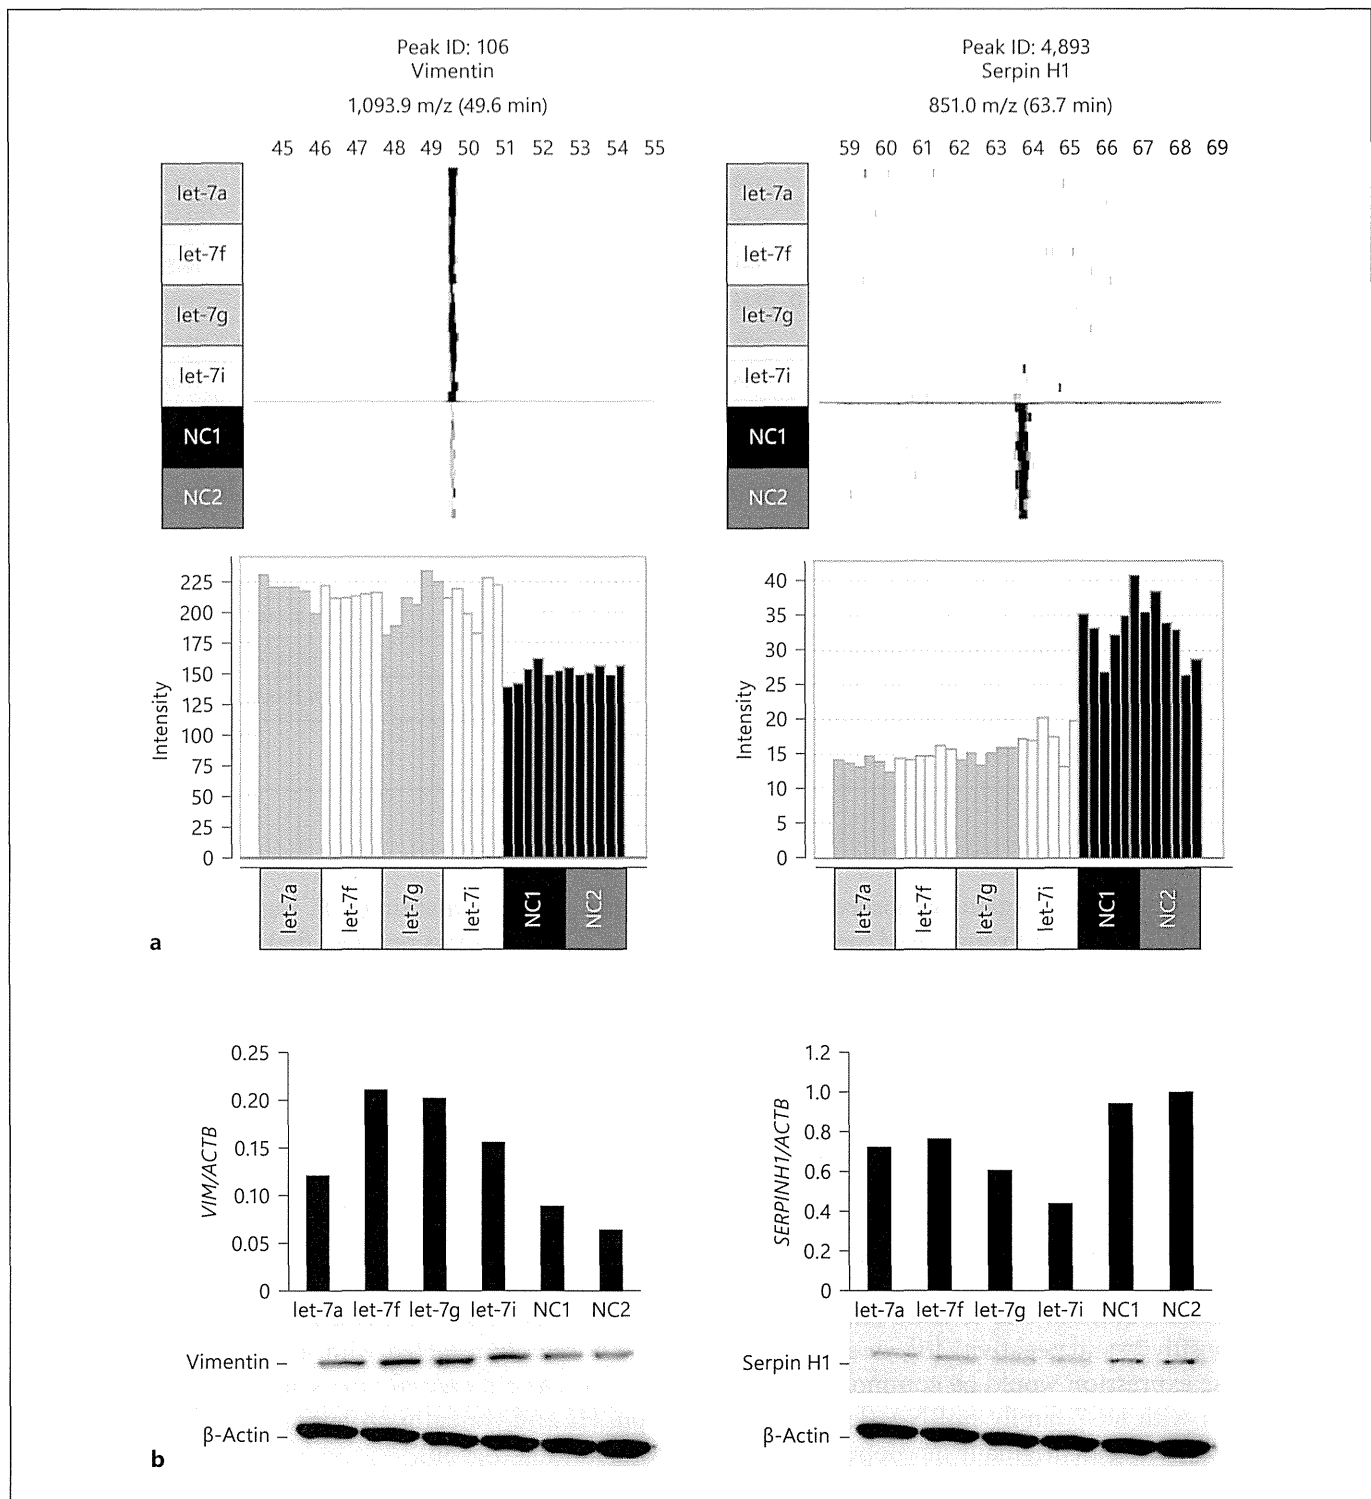 Peak ID: 106
Vimentin
1,093.9 m/z (49.6 min)
45 46 47 48 49 50 51 52 53 54 55
let-7a
let-7f
let-7g
let-7i
NC1
NC2
Peak ID: 4,893
Serpin H1
851.0 m/z (63.7 min)
59 60 61 62 63 64 65 66 67 68 69
let-7a
let-7f
let-7g
let-7i
NC1
NC2
Intensity
225
200
175
150
125
100
75
50
25
0
let-7a let-7f let-7g let-7i NC1 NC2
Intensity
40
35
30
25
20
15
10
5
0
let-7a let-7f let-7g let-7i NC1 NC2
a
VIM/ACTB
0.25
0.20
0.15
0.10
0.05
0
let-7a let-7f let-7g let-7i NC1 NC2
Vimentin –
β-Actin –
SERPINH1/ACTB
1.2
1.0
0.8
0.6
0.4
0.2
0
let-7a let-7f let-7g let-7i NC1 NC2
Serpin H1 –
β-Actin –
b